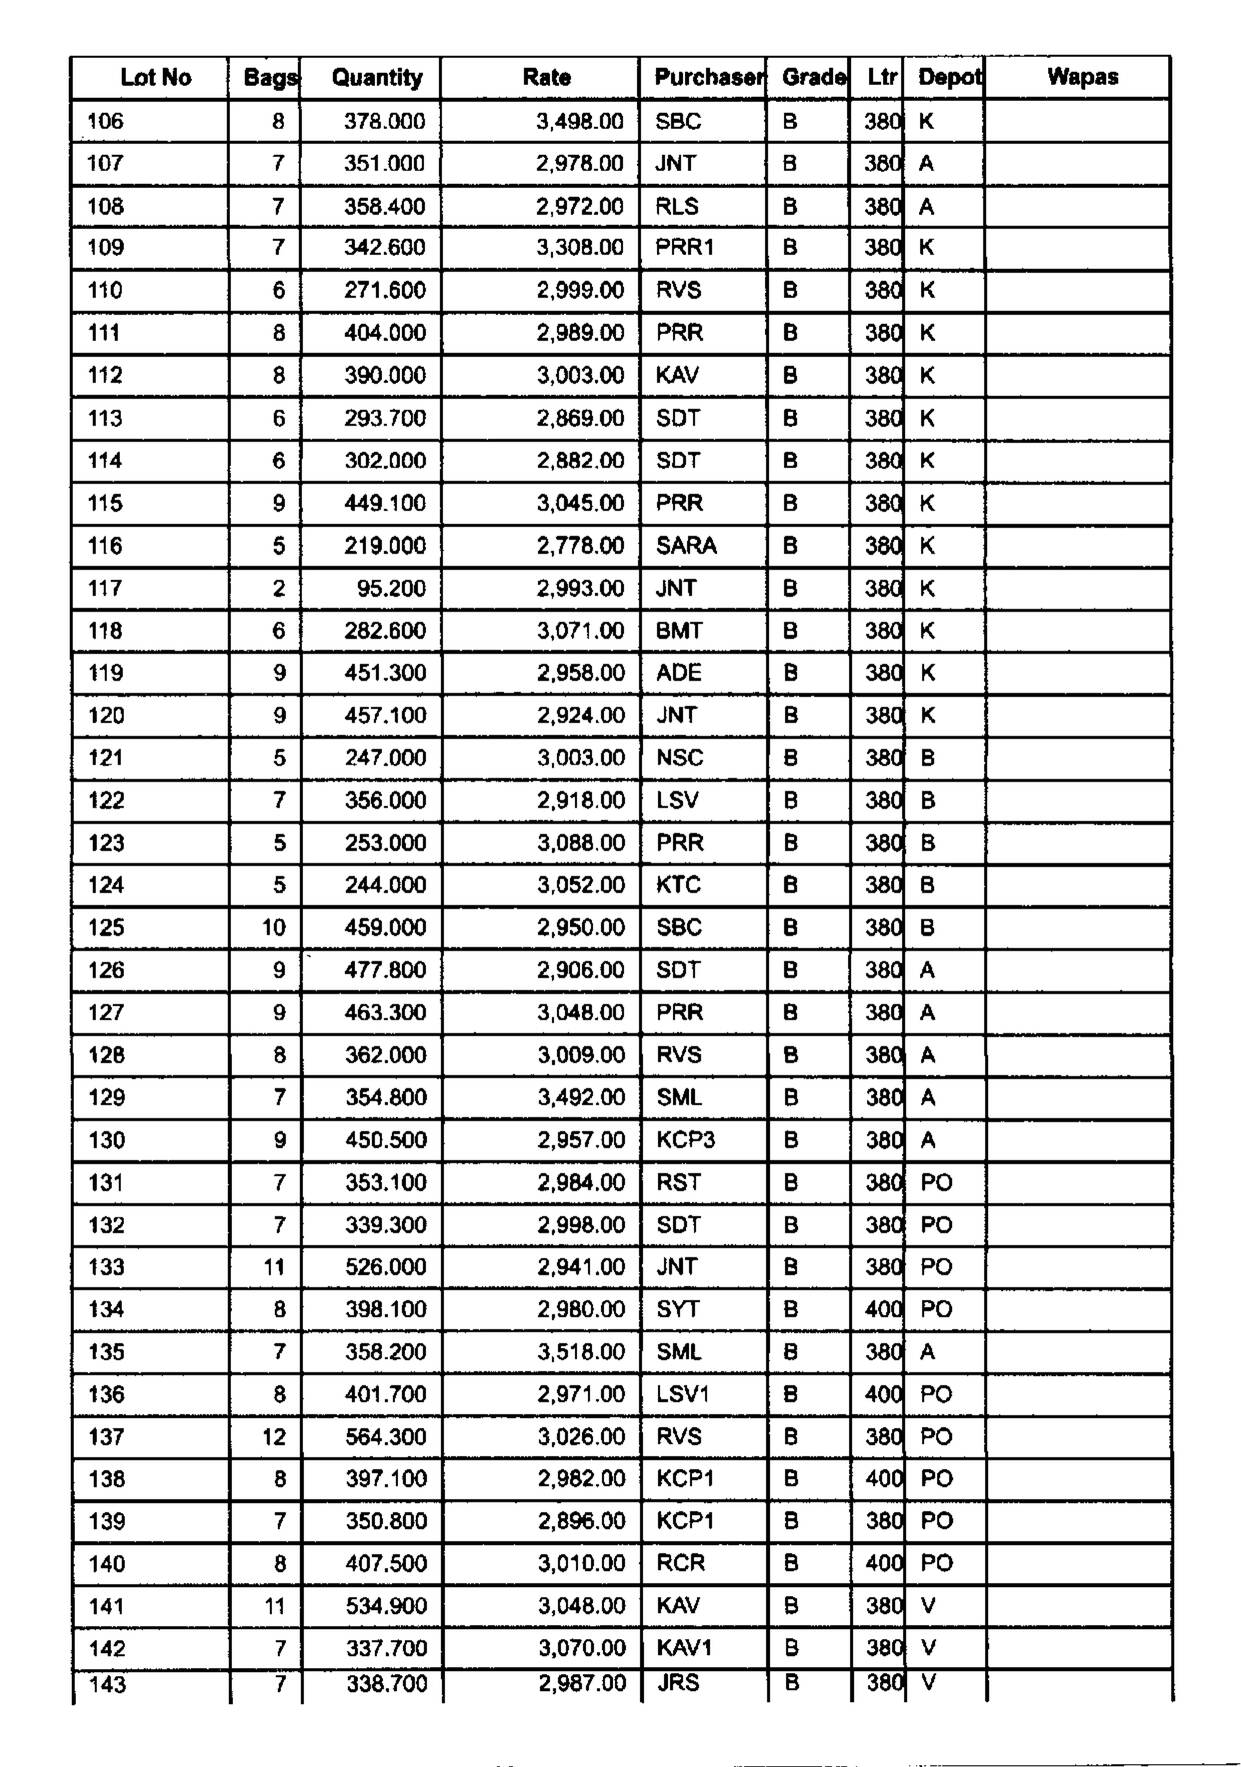 Lot No Bags Quantity Rate Purchaser Grade Ltr Depot Wapas
106 8 378.000 3,498.00 SBC B 380 K
107 7 351.000 2,978.00 JNT B 380 A
108 7 358.400 2,972.00 RLS B 380 A
109 7 342.600 3,308.00 PRR1 B 380 K
110 6 271.600 2,999.00 RVS B 380 K
111 8 404.000 2,989.00 PRR B 380 K
112 8 390.000 3,003.00 KAV B 380 K
113 6 293.700 2,869.00 SDT B 380 K
114 6 302.000 2,882.00 SDT B 380 K
115 9 449.100 3,045.00 PRR B 380 K
116 5 219.000 2,778.00 SARA B 380 K
117 2 95.200 2,993.00 JNT B 380 K
118 6 282.600 3,071.00 BMT B 380 K
119 9 451.300 2,958.00 ADE B 380 K
120 9 457.100 2,924.00 JNT B 380 K
121 5 247.000 3,003.00 NSC B 380 B
122 7 356.000 2,918.00 LSV B 380 B
123 5 253.000 3,088.00 PRR B 380 B
124 5 244.000 3,052.00 KTC B 380 B
125 10 459.000 2,950.00 SBC B 380 B
126 9 477.800 2,906.00 SDT B 380 A
127 9 463.300 3,048.00 PRR B 380 A
128 8 362.000 3,009.00 RVS B 380 A
129 7 354.800 3,492.00 SML B 380 A
130 9 450.500 2,957.00 KCP3 B 380 A
131 7 353.100 2,984.00 RST B 380 PO
132 7 339.300 2,998.00 SDT B 380 PO
133 11 526.000 2,941.00 JNT B 380 PO
134 8 398.100 2,980.00 SYT B 400 PO
135 7 358.200 3,518.00 SML B 380 A
136 8 401.700 2,971.00 LSV1 B 400 PO
137 12 564.300 3,026.00 RVS B 380 PO
138 8 397.100 2,982.00 KCP1 B 400 PO
139 7 350.800 2,896.00 KCP1 B 380 PO
140 8 407.500 3,010.00 RCR B 400 PO
141 11 534.900 3,048.00 KAV B 380 V
142 7 337.700 3,070.00 KAV1 B 380 V
143 7 338.700 2,987.00 JRS B 380 V